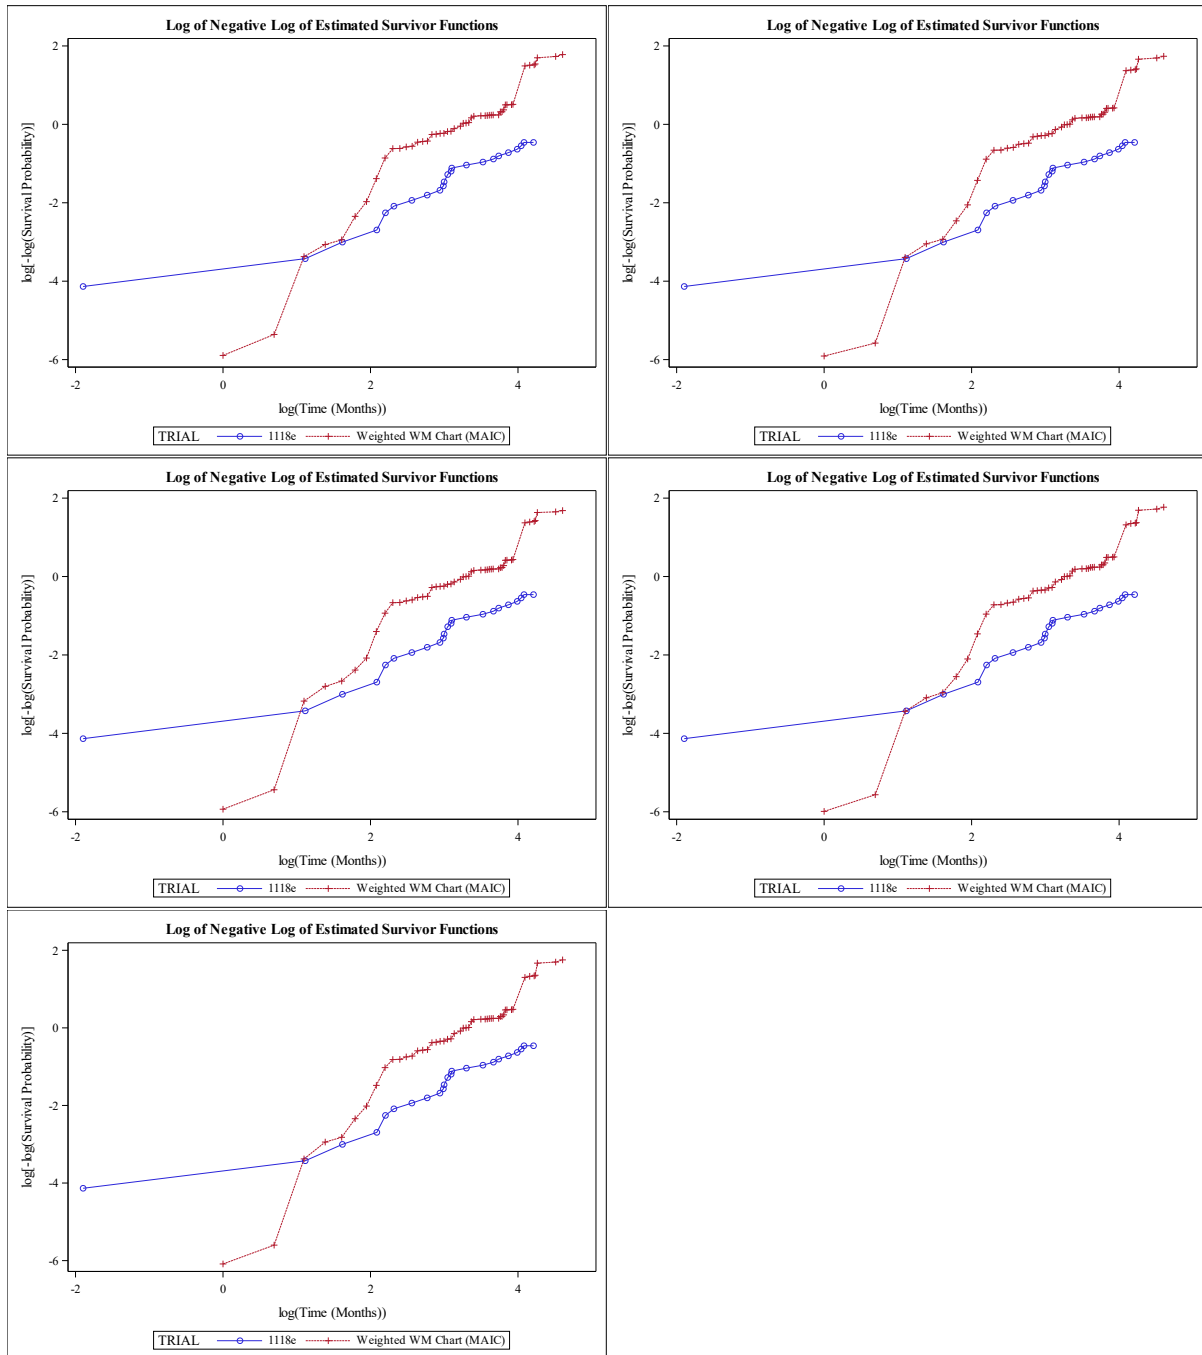 Log of Negative Log of Estimated Survivor Functions
log[-log(Survival Probability)]
2
0
-2
-4
-6
-2 0 2 4
log(Time (Months))
TRIAL 1118e Weighted WM Chart (MAIC)
Log of Negative Log of Estimated Survivor Functions
log[-log(Survival Probability)]
2
0
-2
-4
-6
-2 0 2 4
log(Time (Months))
TRIAL 1118e Weighted WM Chart (MAIC)
Log of Negative Log of Estimated Survivor Functions
log[-log(Survival Probability)]
2
0
-2
-4
-6
-2 0 2 4
log(Time (Months))
TRIAL 1118e Weighted WM Chart (MAIC)
Log of Negative Log of Estimated Survivor Functions
log[-log(Survival Probability)]
2
0
-2
-4
-6
-2 0 2 4
log(Time (Months))
TRIAL 1118e Weighted WM Chart (MAIC)
Log of Negative Log of Estimated Survivor Functions
log[-log(Survival Probability)]
2
0
-2
-4
-6
-2 0 2 4
log(Time (Months))
TRIAL 1118e Weighted WM Chart (MAIC)